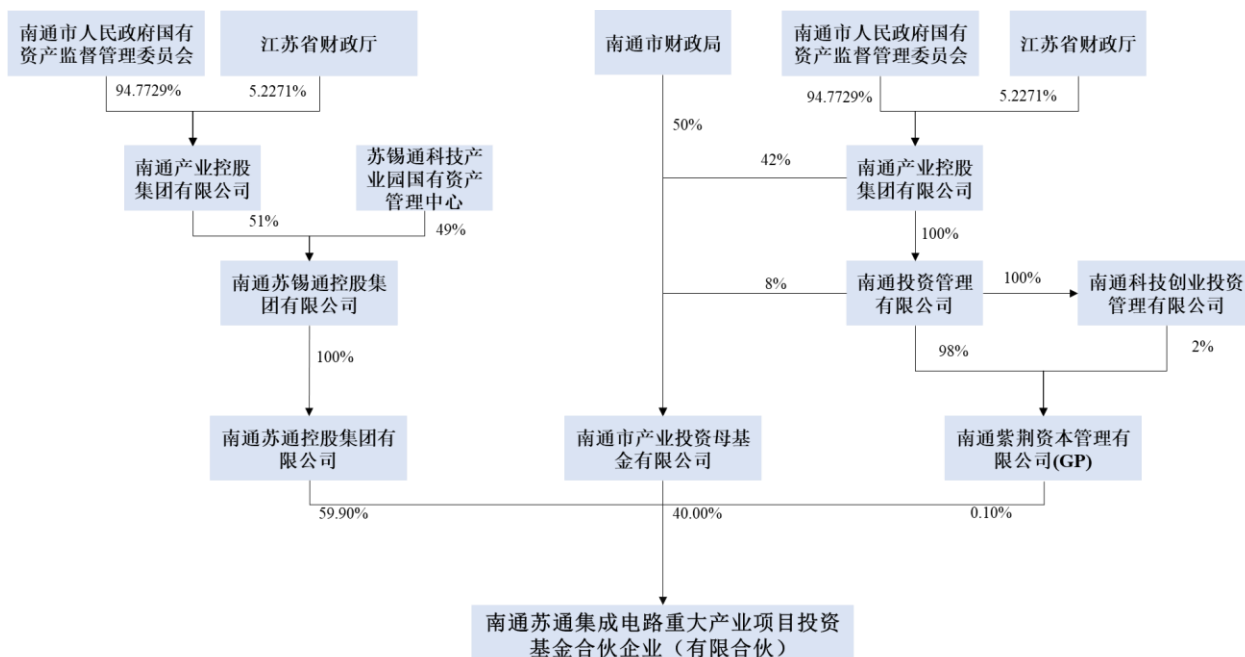 南通市人民政府国有
资产监督管理委员会
江苏省财政厅
南通市财政局
南通市人民政府国有
资产监督管理委员会
江苏省财政厅
94.7729%
5.2271%
94.7729%
5.2271%
50%
42%
南通产业控股
集团有限公司
苏锡通科技产
业园国有资产
管理中心
南通产业控股
集团有限公司
51%
49%
100%
南通苏锡通控股集
团有限公司
8%
南通投资管理
有限公司
100%
南通科技创业投资
管理有限公司
100%
98%
2%
南通苏通控股集团有
限公司
南通市产业投资母基
金有限公司
南通紫荆资本管理有
限公司(GP)
59.90%
40.00%
0.10%
南通苏通集成电路重大产业项目投资
基金合伙企业（有限合伙）